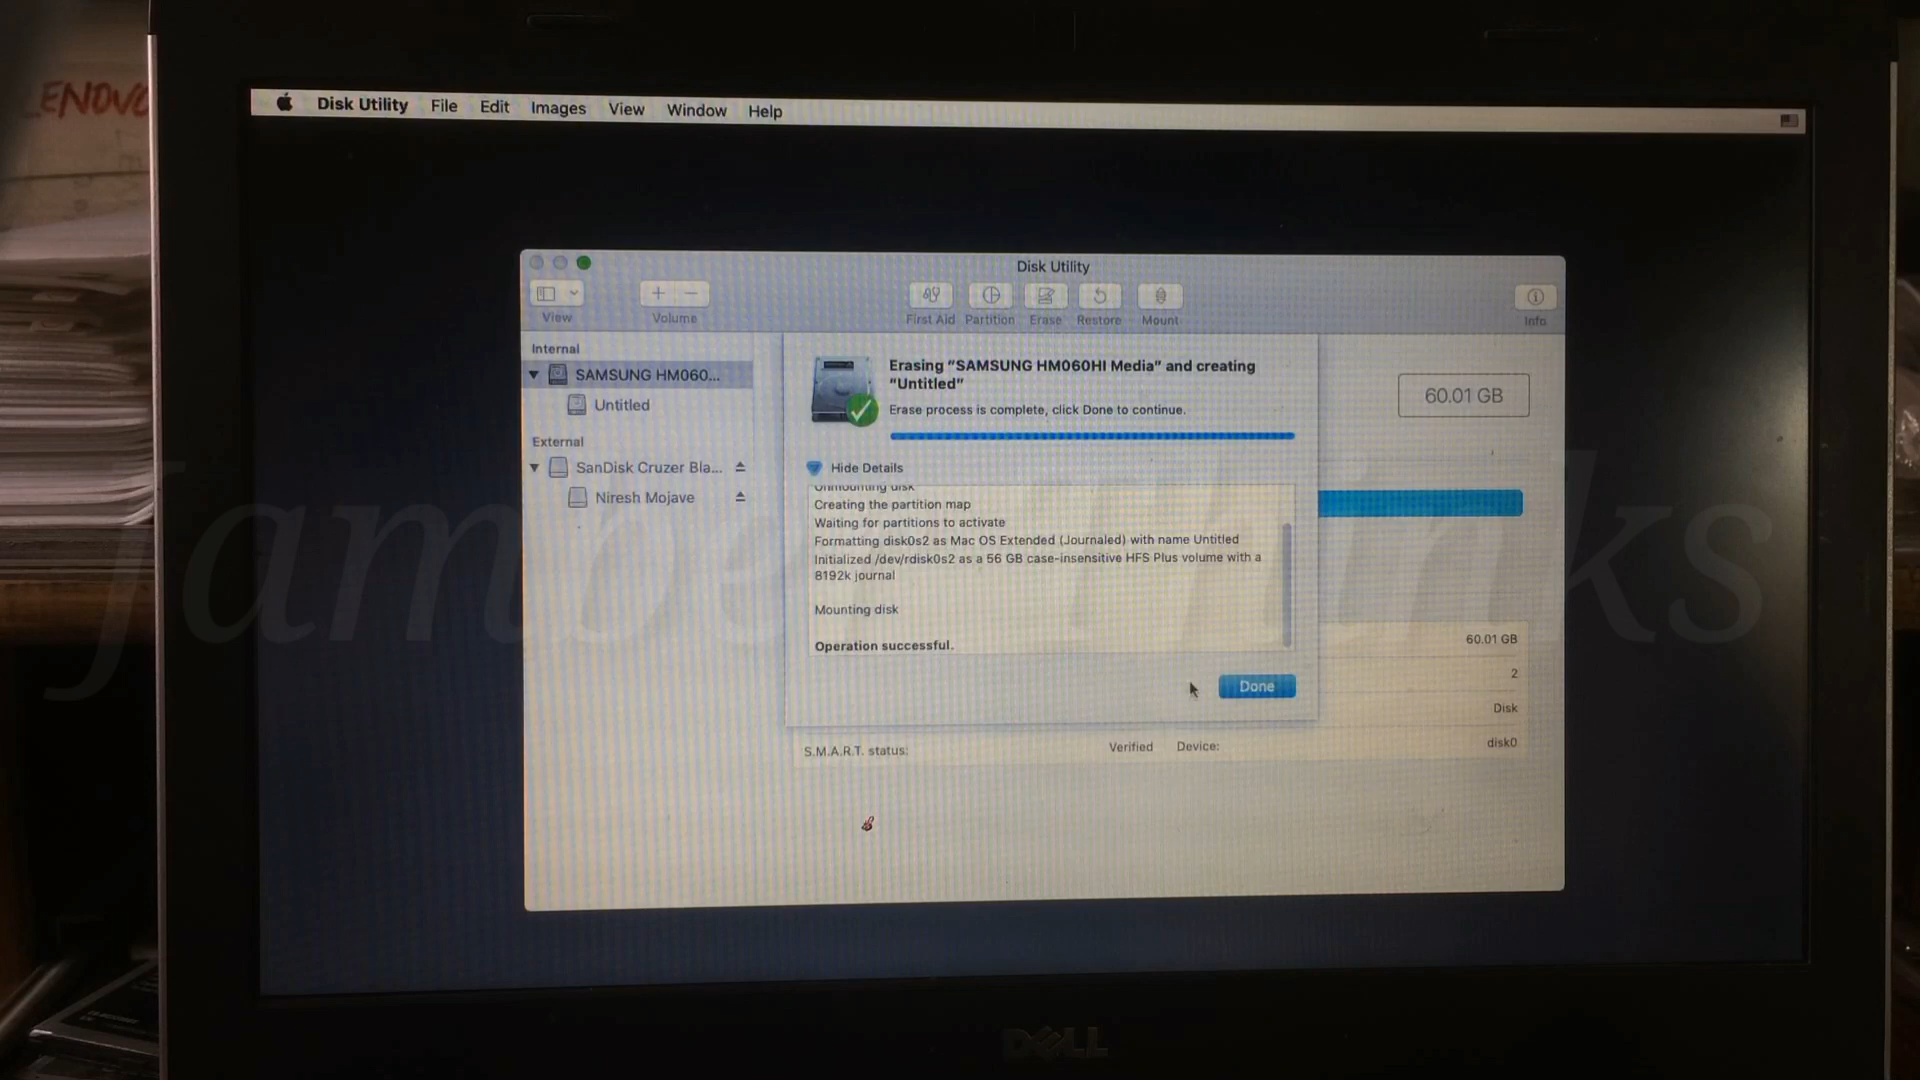 ENOVO
Disk Utility File Edit Images View Window Help
Disk Utility
View
Volume
First Aid Partition Erase Restore Mount
Info
Internal
SAMSUNG HM060...
Untitled
External
SanDisk Cruzer Bla...
Niresh Mojave
Erasing “SAMSUNG HM060HI Media” and creating
“Untitled”
Erase process is complete, click Done to continue.
60.01 GB
Hide Details
Unmounting disk
Creating the partition map
Waiting for partitions to activate
Formatting disk0s2 as Mac OS Extended (Journaled) with name Untitled
Initialized /dev/rdisk0s2 as a 56 GB case-insensitive HFS Plus volume with a
8192k journal
Mounting disk
Operation successful.
Done
60.01 GB
2
Disk
S.M.A.R.T. status: Verified Device: disk0
DELL